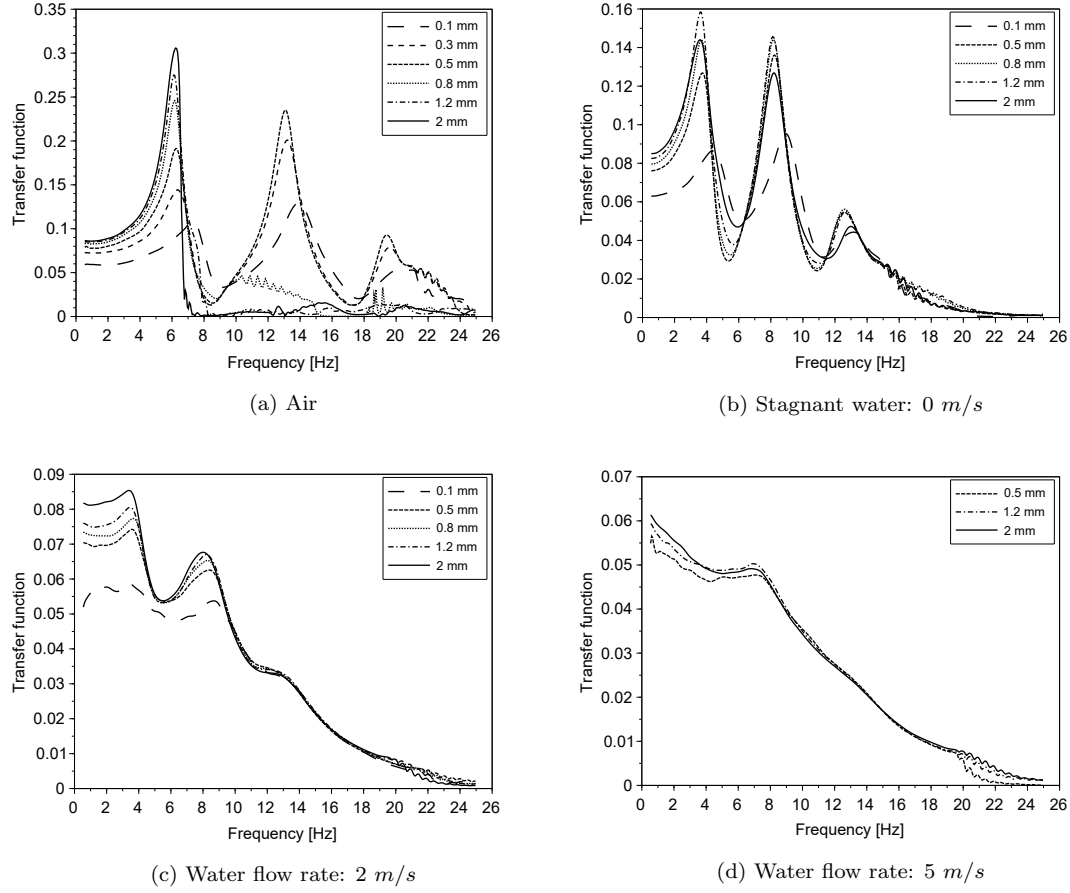 0.35
0.3
0.25
0.2
0.15
0.1
0.05
0
Transfer function
0 2 4 6 8 10 12 14 16 18 20 22 24 26
Frequency [Hz]
0.1 mm
0.3 mm
0.5 mm
0.8 mm
1.2 mm
2 mm
(a) Air
0.16
0.14
0.12
0.1
0.08
0.06
0.04
0.02
0
Transfer function
0 2 4 6 8 10 12 14 16 18 20 22 24 26
Frequency [Hz]
0.1 mm
0.5 mm
0.8 mm
1.2 mm
2 mm
(b) Stagnant water: 0 m/s
0.09
0.08
0.07
0.06
0.05
0.04
0.03
0.02
0.01
0
Transfer function
0 2 4 6 8 10 12 14 16 18 20 22 24 26
Frequency [Hz]
0.1 mm
0.5 mm
0.8 mm
1.2 mm
2 mm
(c) Water flow rate: 2 m/s
0.07
0.06
0.05
0.04
0.03
0.02
0.01
0
Transfer function
0 2 4 6 8 10 12 14 16 18 20 22 24 26
Frequency [Hz]
0.5 mm
1.2 mm
2 mm
(d) Water flow rate: 5 m/s